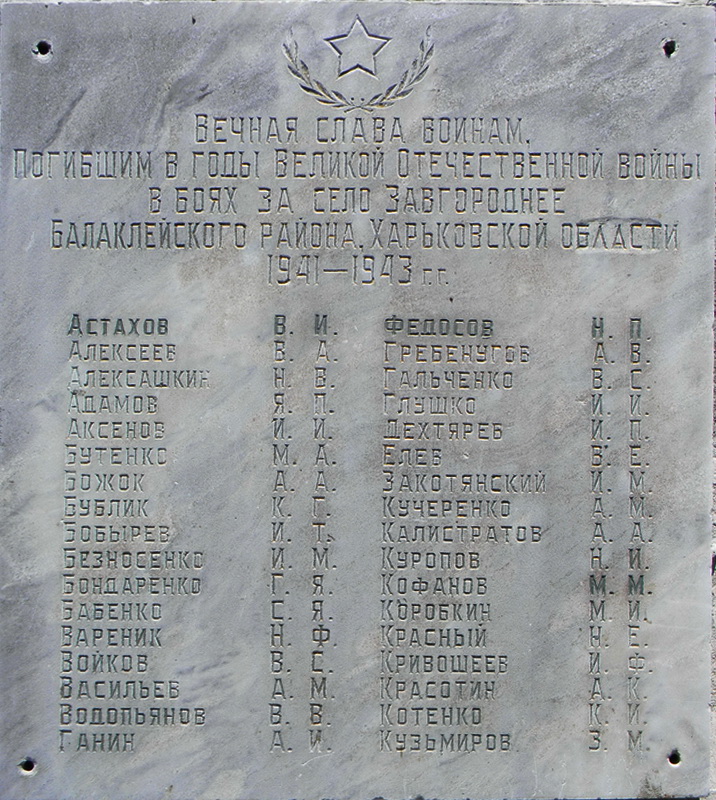 Вечная слава воинам,
Погибшим в годы Великой Отечественной войны
в боях за село Завгороднее
Балаклейского района, Харьковской области
1941—1943 г.г.
Астахов В. И.
Алексеев В. А.
Алексашкин Н. В.
Адамов Я. П.
Аксенов И. И.
Бутенко М. А.
Божок А. А.
Бублик К. Г.
Бобырев И. Т.
Безносенко И. М.
Бондаренко Г. Я.
Бабенко С. Я.
Вареник Н. Ф.
Войков В. С.
Васильев А. М.
Водопьянов В. В.
Ганин А. И.
Федосов Н. П.
Гребенугов А. В.
Гальченко В. С.
Глушко И. И.
Дехтярев И. П.
Елев В. Е.
Закотянский И. М.
Кучеренко А. М.
Калистратов А. А.
Куропов Н. И.
Кофанов М. М.
Коробкин М. И.
Красный Н. Е.
Кривошеев И. Ф.
Красотин А. К.
Котенко К. И.
Кузьмиров З. М.